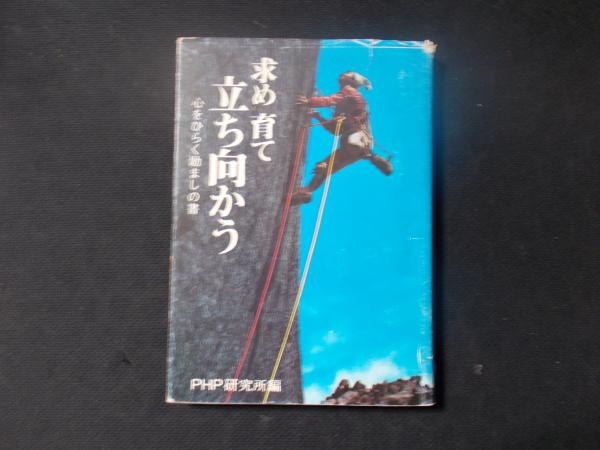 求め 育て
立ち向かう
心をひらく励ましの書
PHP研究所編